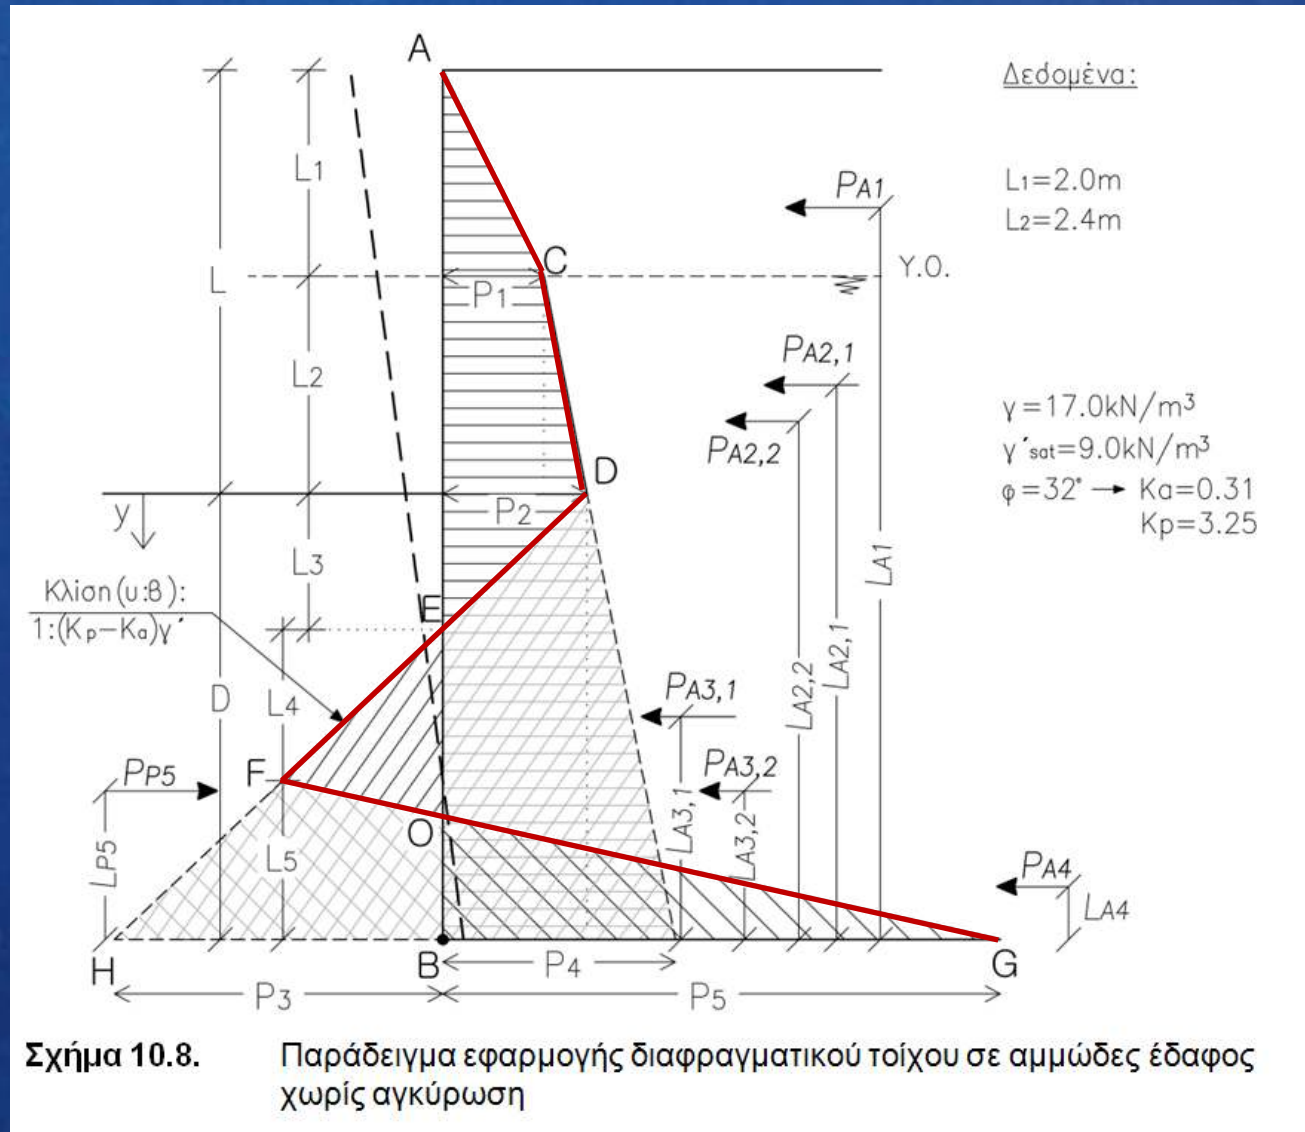 A
Δεδομένα:
L1
PA1
L1=2.0m
L2=2.4m
L
C
Υ.Ο.
P1
L2
PA2,1
PA2,2
γ=17.0kN/m³
γ´sat=9.0kN/m³
φ=32° → Ka=0.31
Kp=3.25
D
y
P2
L3
LA1
Κλίση(υ:β):
1:(Kp−Ka)γ´
E
LA2,1
LA2,2
D
L4
PA3,1
PP5
F
PA3,2
O
LA3,1
LA3,2
LP5
L5
PA4
LA4
H
B
P4
G
P3
P5
Σχήμα 10.8. Παράδειγμα εφαρμογής διαφραγματικού τοίχου σε αμμώδες έδαφος
χωρίς αγκύρωση